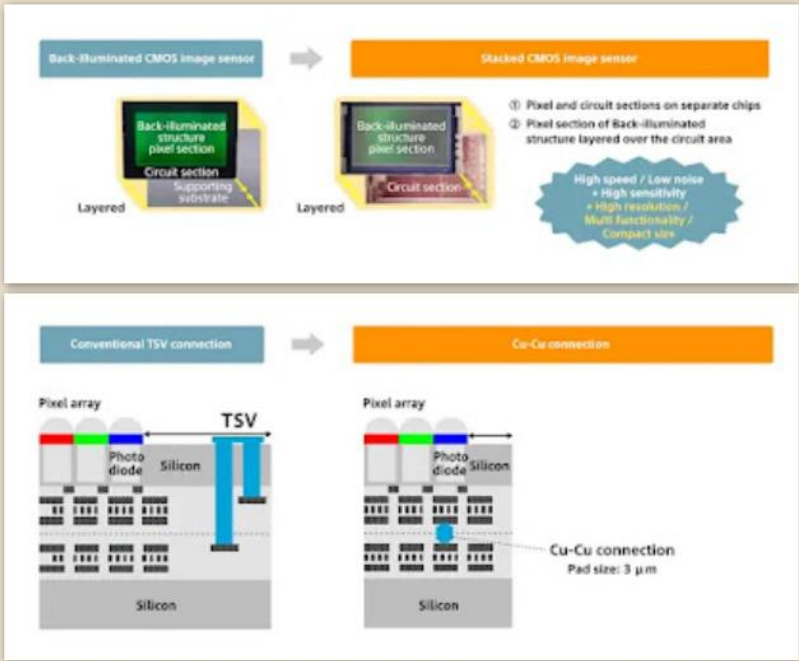 Back-Illuminated CMOS image sensor
Stacked CMOS image sensor
Back-illuminated
structure
pixel section
Circuit section
Supporting
substrate
Layered
Back-illuminated
structure
pixel section
Circuit section
Layered
① Pixel and circuit sections on separate chips
② Pixel section of Back-illuminated
structure layered over the circuit area
High speed / Low noise
+ High sensitivity
+ High resolution /
Multi functionality /
Compact size
Conventional TSV connection
Cu-Cu connection
Pixel array
TSV
Photo
diode
Silicon
Silicon
Pixel array
Photo
diode
Silicon
Cu-Cu connection
Pad size: 3 μm
Silicon